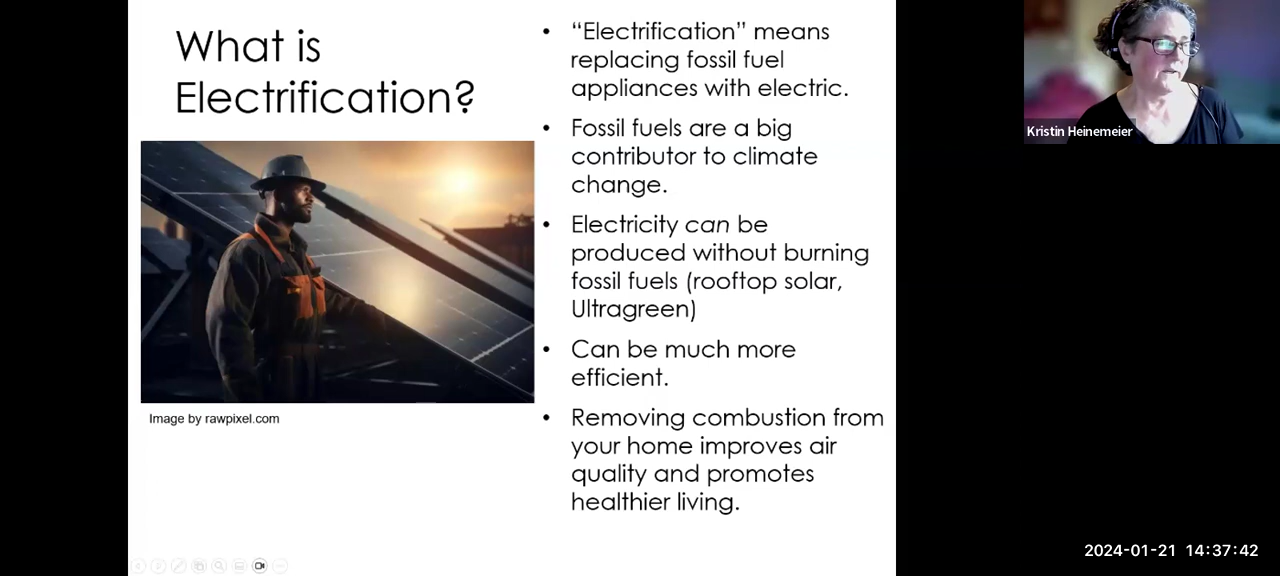 What is
Electrification?
Image by rawpixel.com
• “Electrification” means
replacing fossil fuel
appliances with electric.
• Fossil fuels are a big
contributor to climate
change.
• Electricity can be
produced without burning
fossil fuels (rooftop solar,
Ultragreen)
• Can be much more
efficient.
• Removing combustion from
your home improves air
quality and promotes
healthier living.
Kristin Heinemeier
2024-01-21 14:37:42